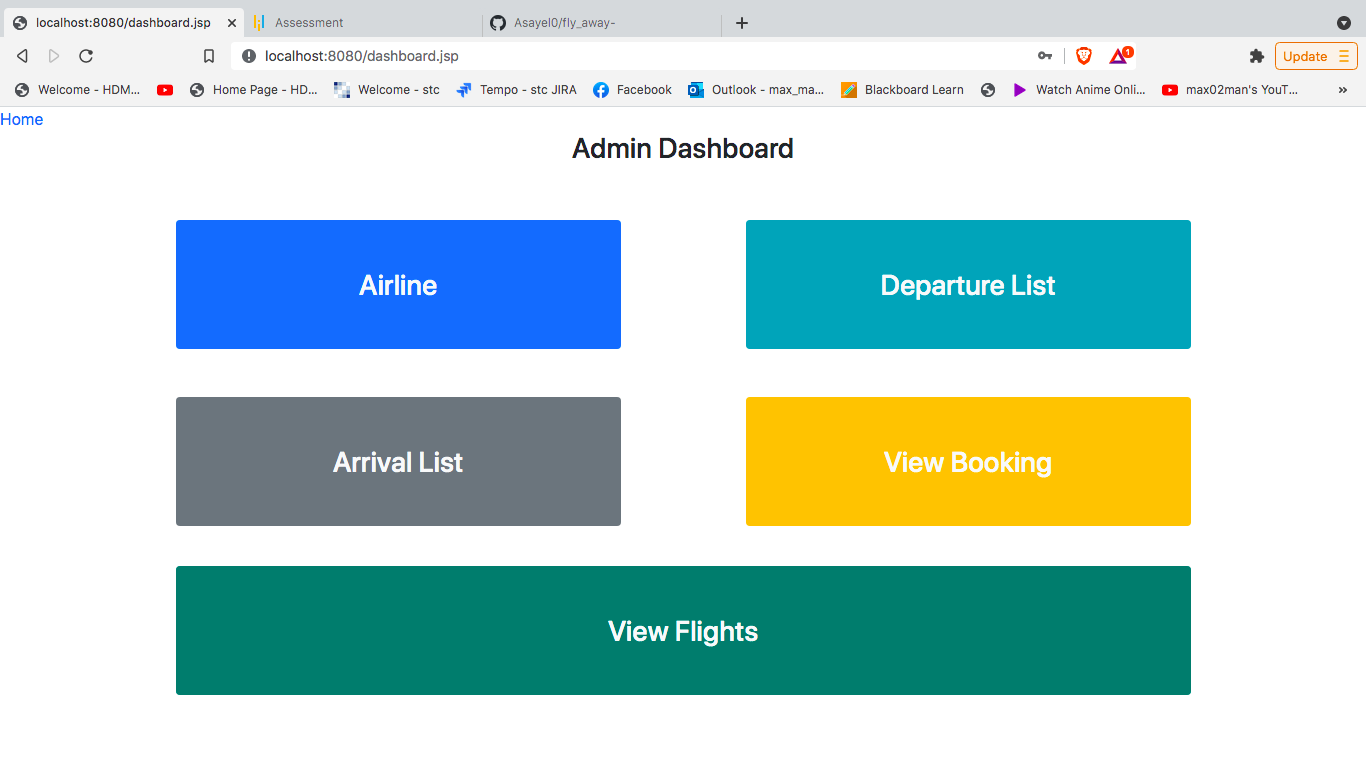 localhost:8080/dashboard.jsp
Assessment
Asayel0/fly_away-
localhost:8080/dashboard.jsp
1
Update
Welcome - HDM...
Home Page - HD...
Welcome - stc
Tempo - stc JIRA
Facebook
Outlook - max_ma...
Blackboard Learn
Watch Anime Onli...
max02man's YouT...
Home
Admin Dashboard
Airline
Departure List
Arrival List
View Booking
View Flights